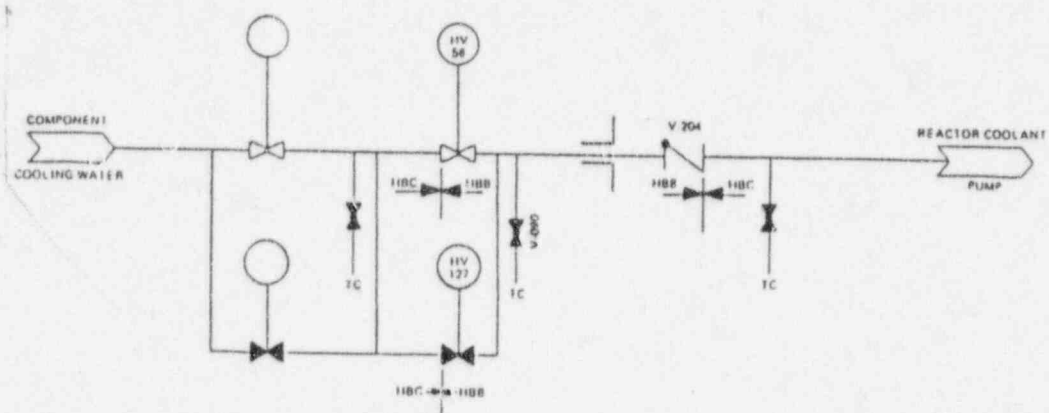 HV
58
COMPONENT
COOLING WATER
V 204
REACTOR COOLANT
PUMP
HBC
HBB
HBB
HBC
V-090
TC
HV
127
TC
TC
HBC
HBB